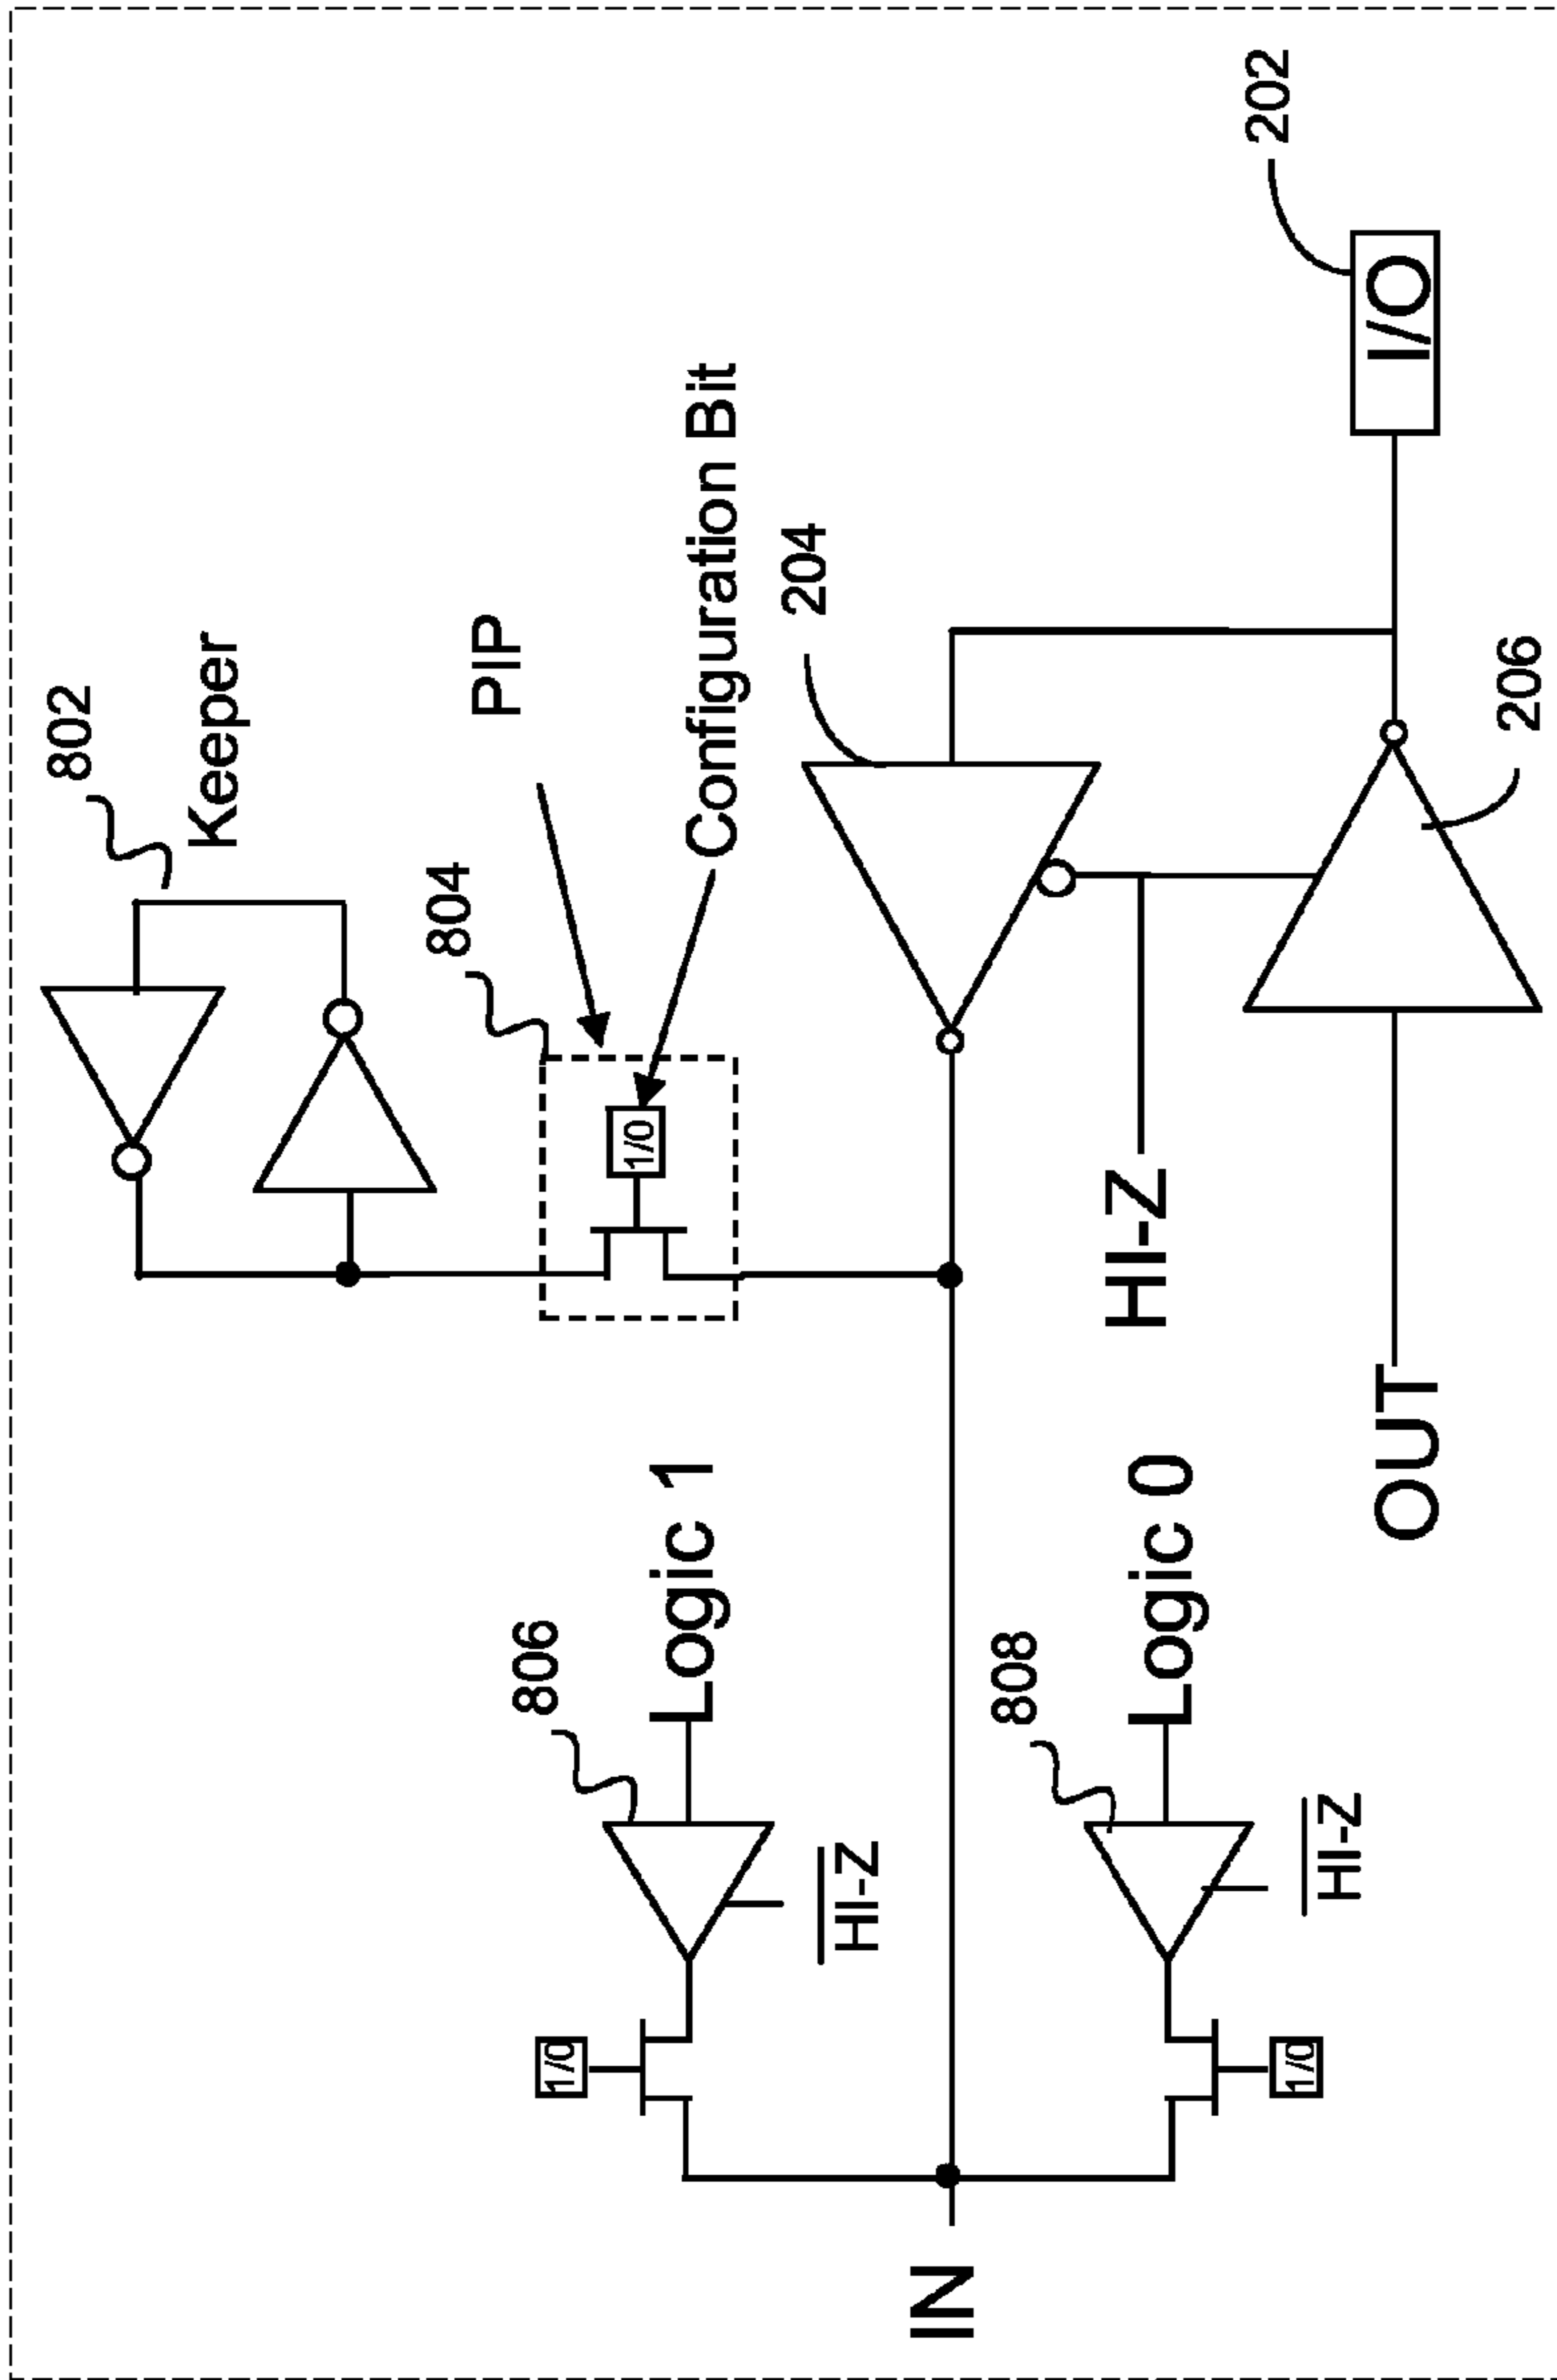 802
Keeper
804
PIP
Configuration Bit
1/0
204
202
I/O
206
HI-Z
OUT
806
Logic 1
HI-Z
1/0
808
Logic 0
HI-Z
1/0
IN